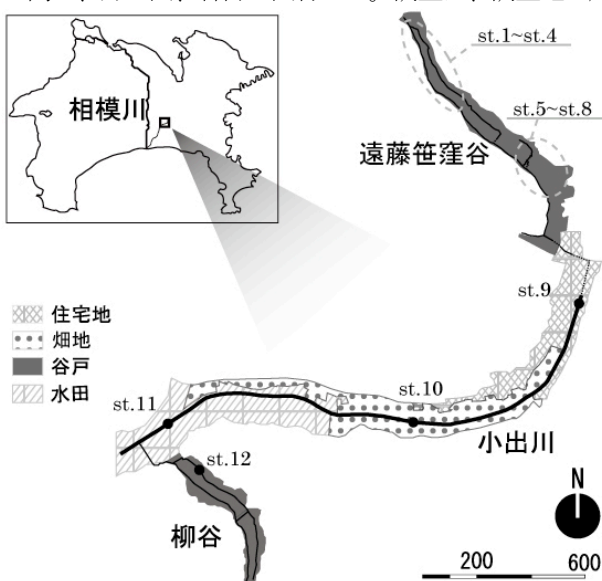 st.1~st.4
相模川
st.5~st.8
遠藤笹窪谷
st.9
住宅地
畑地
谷戸
水田
st.10
st.11
小出川
st.12
N
柳谷
200
600